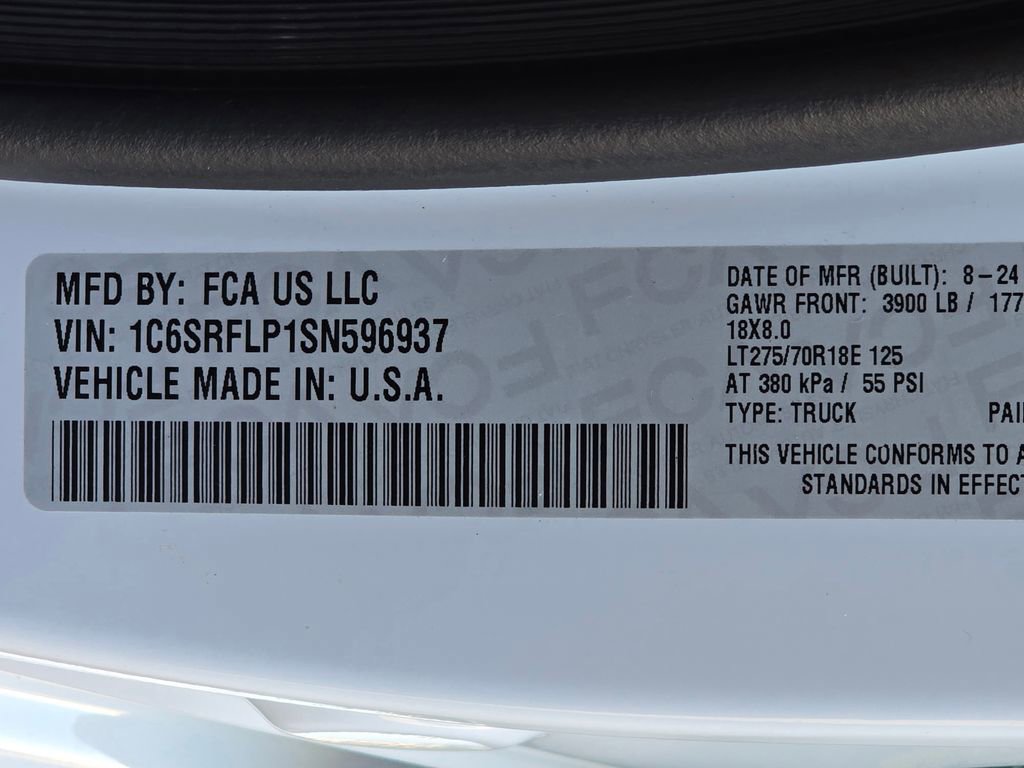 MFD BY: FCA US LLC
VIN: 1C6SRFLP1SN596937
VEHICLE MADE IN: U.S.A.
DATE OF MFR (BUILT): 8-24
GAWR FRONT: 3900 LB / 177
18X8.0
LT275/70R18E 125
AT 380 kPa / 55 PSI
TYPE: TRUCK PAI
THIS VEHICLE CONFORMS TO A
STANDARDS IN EFFECT